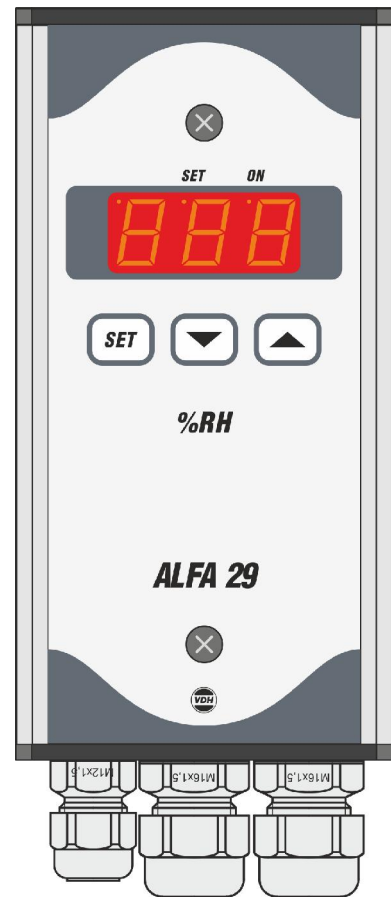 SET ON
888
SET
%RH
ALFA 29
VDH
M12x1,5 M16x1,5 M16x1,5